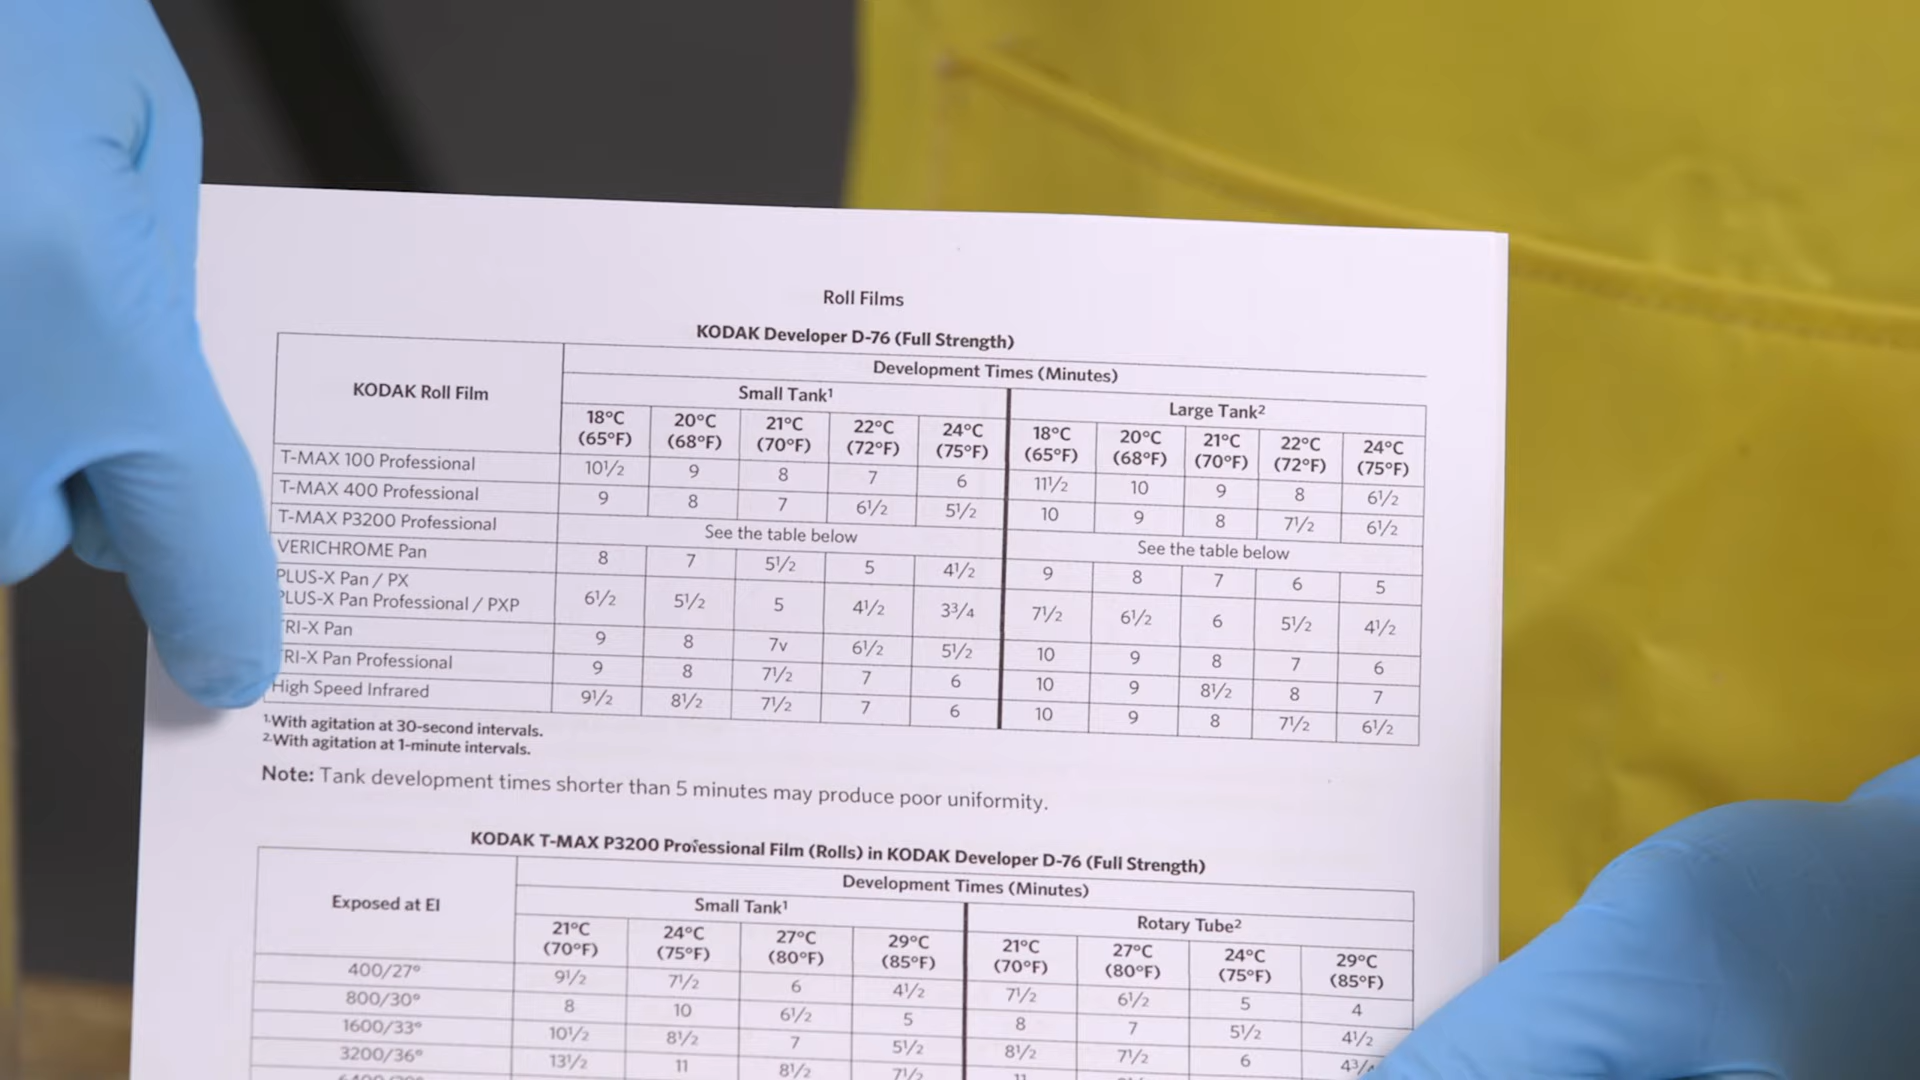 Roll Films
KODAK Developer D-76 (Full Strength)
KODAK Roll Film
Development Times (Minutes)
Small Tank¹ Large Tank²
18°C (65°F) 20°C (68°F) 21°C (70°F) 22°C (72°F) 24°C (75°F) 18°C (65°F) 20°C (68°F) 21°C (70°F) 22°C (72°F) 24°C (75°F)
T-MAX 100 Professional 10½ 9 8 7 6 11½ 10 9 8 6½
T-MAX 400 Professional 9 8 7 6½ 5½ 10 9 8 7½ 6½
T-MAX P3200 Professional See the table below See the table below
VERICHROME Pan 8 7 5½ 5 4½ 9 8 7 6 5
PLUS-X Pan / PX
PLUS-X Pan Professional / PXP 6½ 5½ 5 4½ 3¾ 7½ 6½ 6 5½ 4½
TRI-X Pan 9 8 7v 6½ 5½ 10 9 8 7 6
TRI-X Pan Professional 9 8 7½ 7 6 10 9 8½ 8 7
High Speed Infrared 9½ 8½ 7½ 7 6 10 9 8 7½ 6½
¹·With agitation at 30-second intervals.
²·With agitation at 1-minute intervals.
Note: Tank development times shorter than 5 minutes may produce poor uniformity.
KODAK T-MAX P3200 Professional Film (Rolls) in KODAK Developer D-76 (Full Strength)
Exposed at EI
Development Times (Minutes)
Small Tank¹ Rotary Tube²
21°C (70°F) 24°C (75°F) 27°C (80°F) 29°C (85°F) 21°C (70°F) 27°C (80°F) 24°C (75°F) 29°C (85°F)
400/27° 9½ 7½ 6 4½ 7½ 6½ 5 4
800/30° 8 10 6½ 5 8 7 5½ 4½
1600/33° 10½ 8½ 7 5½ 8½ 7½ 6 4¾
3200/36° 13½ 11 8½ 7½ 11